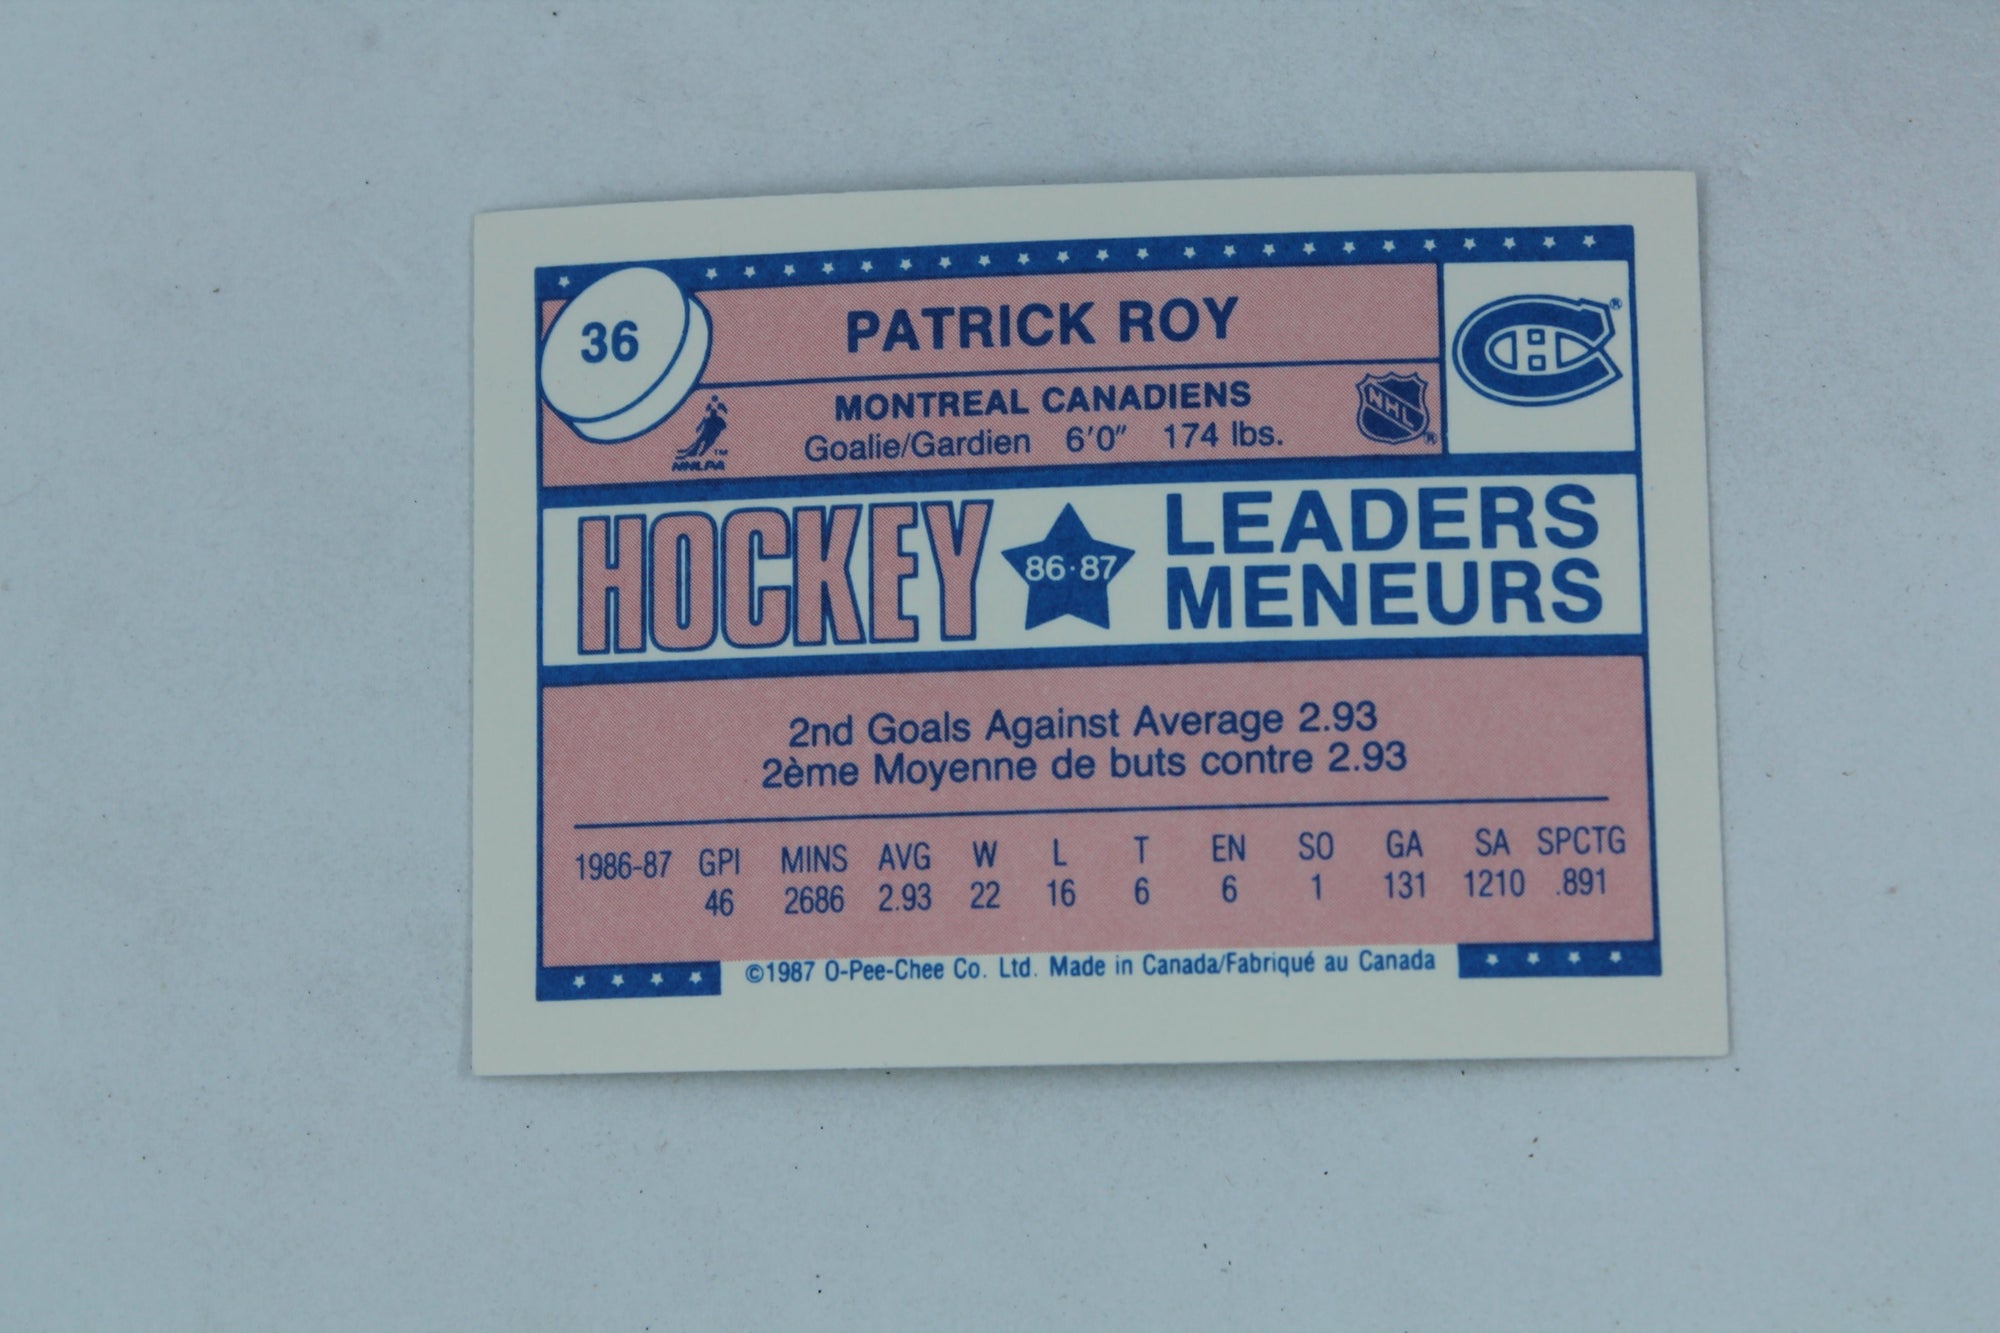 36
PATRICK ROY
MONTREAL CANADIENS
Goalie/Gardien 6'0" 174 lbs.
NHLPA™
NHL®
®
HOCKEY 86·87 LEADERS
MENEURS
2nd Goals Against Average 2.93
2ème Moyenne de buts contre 2.93
1986-87 GPI MINS AVG W L T EN SO GA SA SPCTG
46 2686 2.93 22 16 6 6 1 131 1210 .891
©1987 O-Pee-Chee Co. Ltd. Made in Canada/Fabriqué au Canada